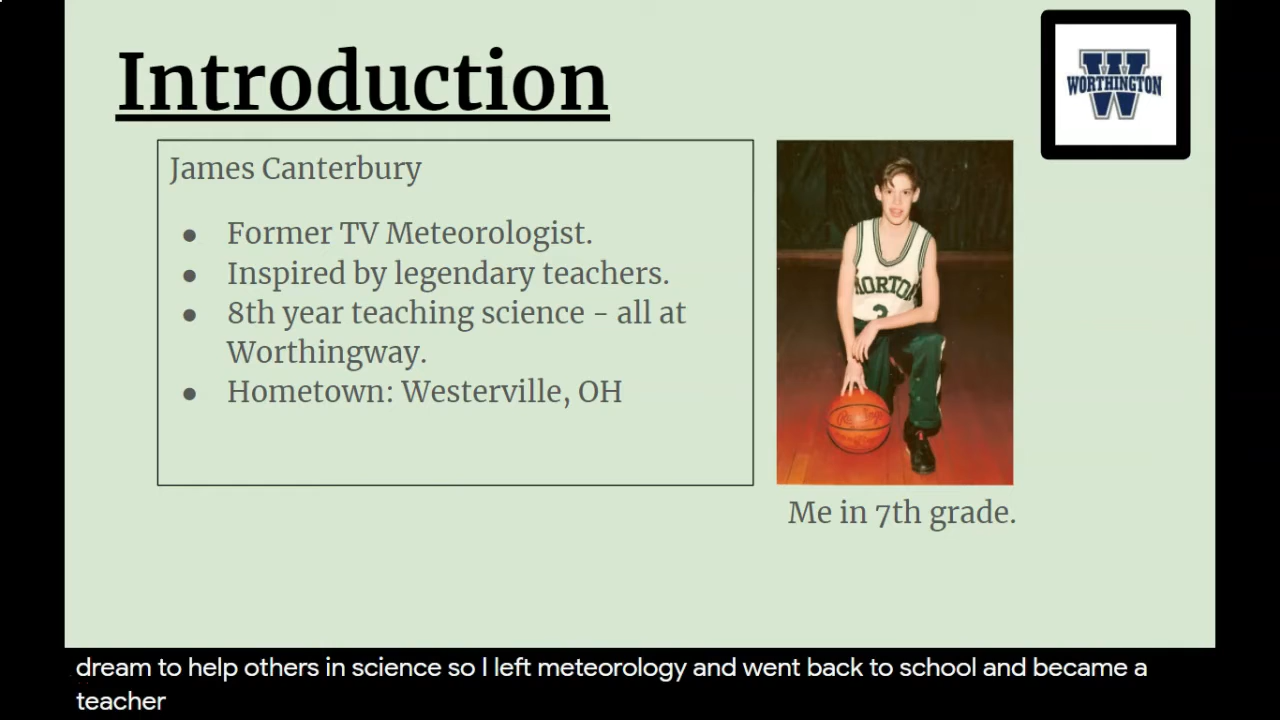 Introduction
WORTHINGTON
W
James Canterbury
● Former TV Meteorologist.
● Inspired by legendary teachers.
● 8th year teaching science - all at
Worthingway.
● Hometown: Westerville, OH
HORTON
3
Me in 7th grade.
dream to help others in science so I left meteorology and went back to school and became a
teacher